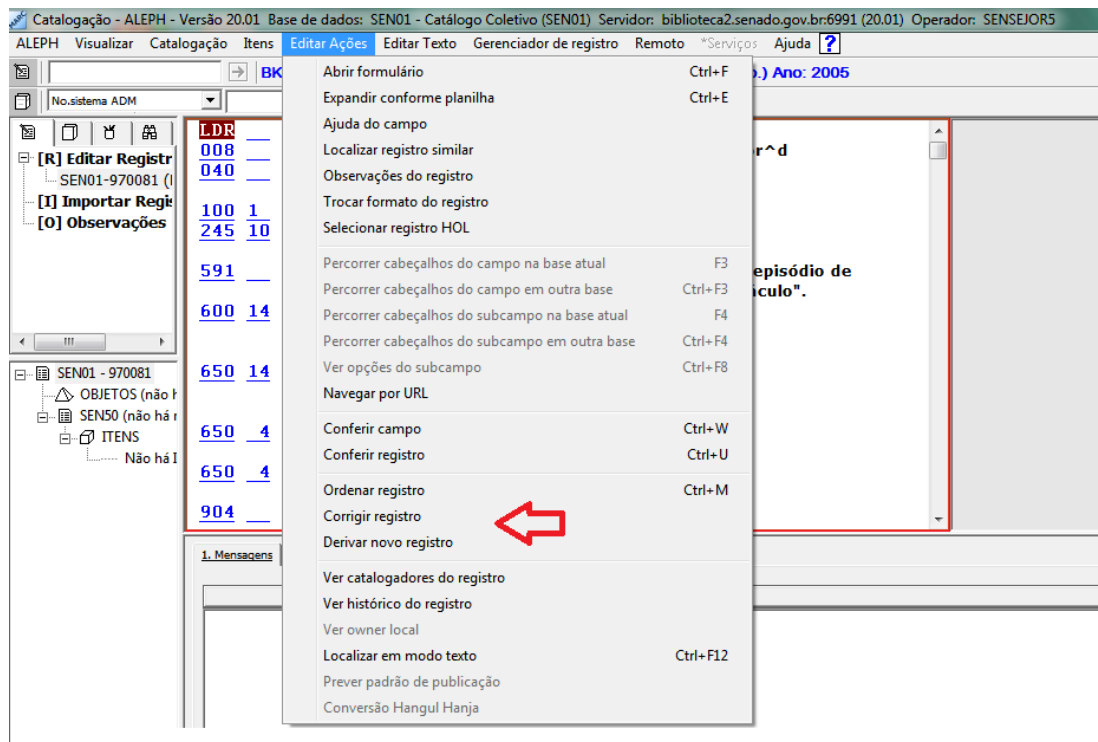 Catalogação - ALEPH - Versão 20.01 Base de dados: SEN01 - Catálogo Coletivo (SEN01) Servidor: biblioteca2.senado.gov.br:6991 (20.01) Operador: SENSEJOR5
ALEPH Visualizar Catalogação Itens Editar Ações Editar Texto Gerenciador de registro Remoto *Serviços Ajuda ?
BK .) Ano: 2005
No.sistema ADM
[R] Editar Registr
SEN01-970081 (
[I] Importar Regis
[O] Observações
SEN01 - 970081
OBJETOS (não h
SEN50 (não há r
ITENS
Não há I
LDR
008 r^d
040
100 1
245 10
591 episódio de
culo".
600 14
650 14
650 4
650 4
904
1. Mensagens
Abrir formulário Ctrl+F
Expandir conforme planilha Ctrl+E
Ajuda do campo
Localizar registro similar
Observações do registro
Trocar formato do registro
Selecionar registro HOL
Percorrer cabeçalhos do campo na base atual F3
Percorrer cabeçalhos do campo em outra base Ctrl+F3
Percorrer cabeçalhos do subcampo na base atual F4
Percorrer cabeçalhos do subcampo em outra base Ctrl+F4
Ver opções do subcampo Ctrl+F8
Navegar por URL
Conferir campo Ctrl+W
Conferir registro Ctrl+U
Ordenar registro Ctrl+M
Corrigir registro
Derivar novo registro
Ver catalogadores do registro
Ver histórico do registro
Ver owner local
Localizar em modo texto Ctrl+F12
Prever padrão de publicação
Conversão Hangul Hanja